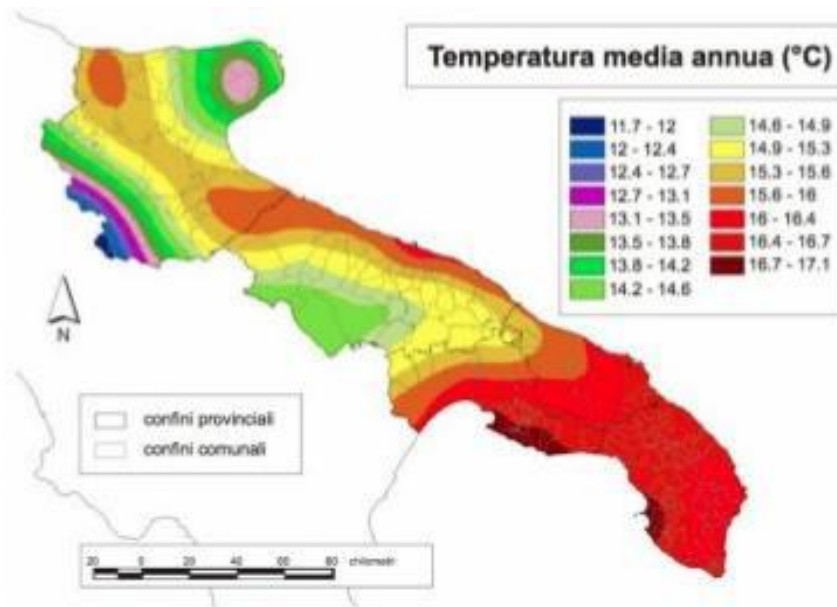 Temperatura media annua (°C)
11.7 - 12
12 - 12.4
12.4 - 12.7
12.7 - 13.1
13.1 - 13.5
13.5 - 13.8
13.8 - 14.2
14.2 - 14.6
14.6 - 14.9
14.9 - 15.3
15.3 - 15.6
15.6 - 16
16 - 16.4
16.4 - 16.7
16.7 - 17.1
N
confini provinciali
confini comunali
20 0 20 40 60 80 chilometri